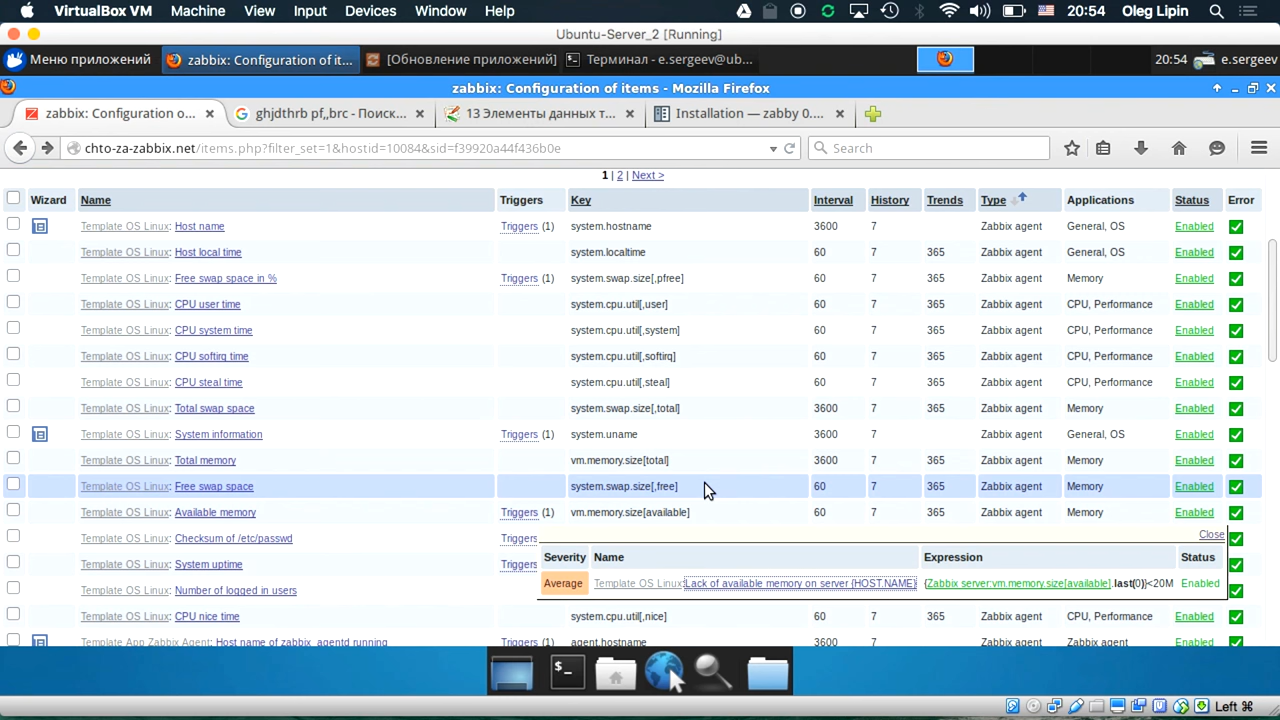 VirtualBox VM Machine View Input Devices Window Help 20:54 Oleg Lipin
Ubuntu-Server_2 [Running]
Меню приложений zabbix: Configuration of it... [Обновление приложений] Терминал - e.sergeev@ub... 20:54 e.sergeev
zabbix: Configuration of items - Mozilla Firefox
zabbix: Configuration o... ghjdthrb pf,,brc - Поиск... 13 Элементы данных т... Installation — zabby 0....
chto-za-zabbix.net/items.php?filter_set=1&hostid=10084&sid=f39920a44f436b0e Search
1 | 2 | Next >
Wizard Name Triggers Key Interval History Trends Type Applications Status Error
Template OS Linux: Host name Triggers (1) system.hostname 3600 7 Zabbix agent General, OS Enabled
Template OS Linux: Host local time system.localtime 60 7 365 Zabbix agent General, OS Enabled
Template OS Linux: Free swap space in % Triggers (1) system.swap.size[,pfree] 60 7 365 Zabbix agent Memory Enabled
Template OS Linux: CPU user time system.cpu.util[,user] 60 7 365 Zabbix agent CPU, Performance Enabled
Template OS Linux: CPU system time system.cpu.util[,system] 60 7 365 Zabbix agent CPU, Performance Enabled
Template OS Linux: CPU softirq time system.cpu.util[,softirq] 60 7 365 Zabbix agent CPU, Performance Enabled
Template OS Linux: CPU steal time system.cpu.util[,steal] 60 7 365 Zabbix agent CPU, Performance Enabled
Template OS Linux: Total swap space system.swap.size[,total] 3600 7 365 Zabbix agent Memory Enabled
Template OS Linux: System information Triggers (1) system.uname 3600 7 Zabbix agent General, OS Enabled
Template OS Linux: Total memory vm.memory.size[total] 3600 7 365 Zabbix agent Memory Enabled
Template OS Linux: Free swap space system.swap.size[,free] 60 7 365 Zabbix agent Memory Enabled
Template OS Linux: Available memory Triggers (1) vm.memory.size[available] 60 7 365 Zabbix agent Memory Enabled
Close
Template OS Linux: Checksum of /etc/passwd Triggers
Severity Name Expression Status
Template OS Linux: System uptime Triggers
Average Template OS Linux:Lack of available memory on server {HOST.NAME} {Zabbix server:vm.memory.size[available].last(0)}<20M Enabled
Template OS Linux: Number of logged in users
Template OS Linux: CPU nice time system.cpu.util[,nice] 60 7 365 Zabbix agent CPU, Performance Enabled
Template App Zabbix Agent: Host name of zabbix_agentd running Triggers (1) agent.hostname 3600 7 Zabbix agent Zabbix agent Enabled
Left ⌘